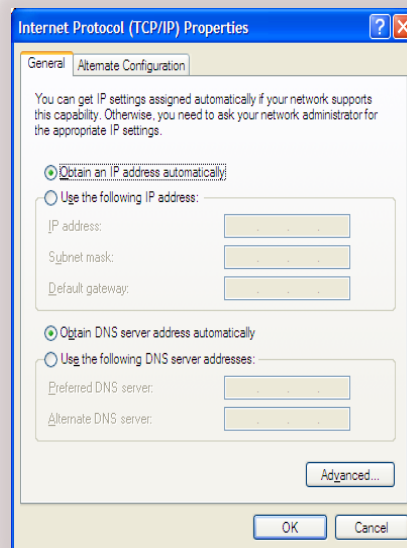 Internet Protocol (TCP/IP) Properties
General
Alternate Configuration
You can get IP settings assigned automatically if your network supports
this capability. Otherwise, you need to ask your network administrator for
the appropriate IP settings.
Obtain an IP address automatically
Use the following IP address:
IP address:
Subnet mask:
Default gateway:
Obtain DNS server address automatically
Use the following DNS server addresses:
Preferred DNS server:
Alternate DNS server:
Advanced...
OK
Cancel